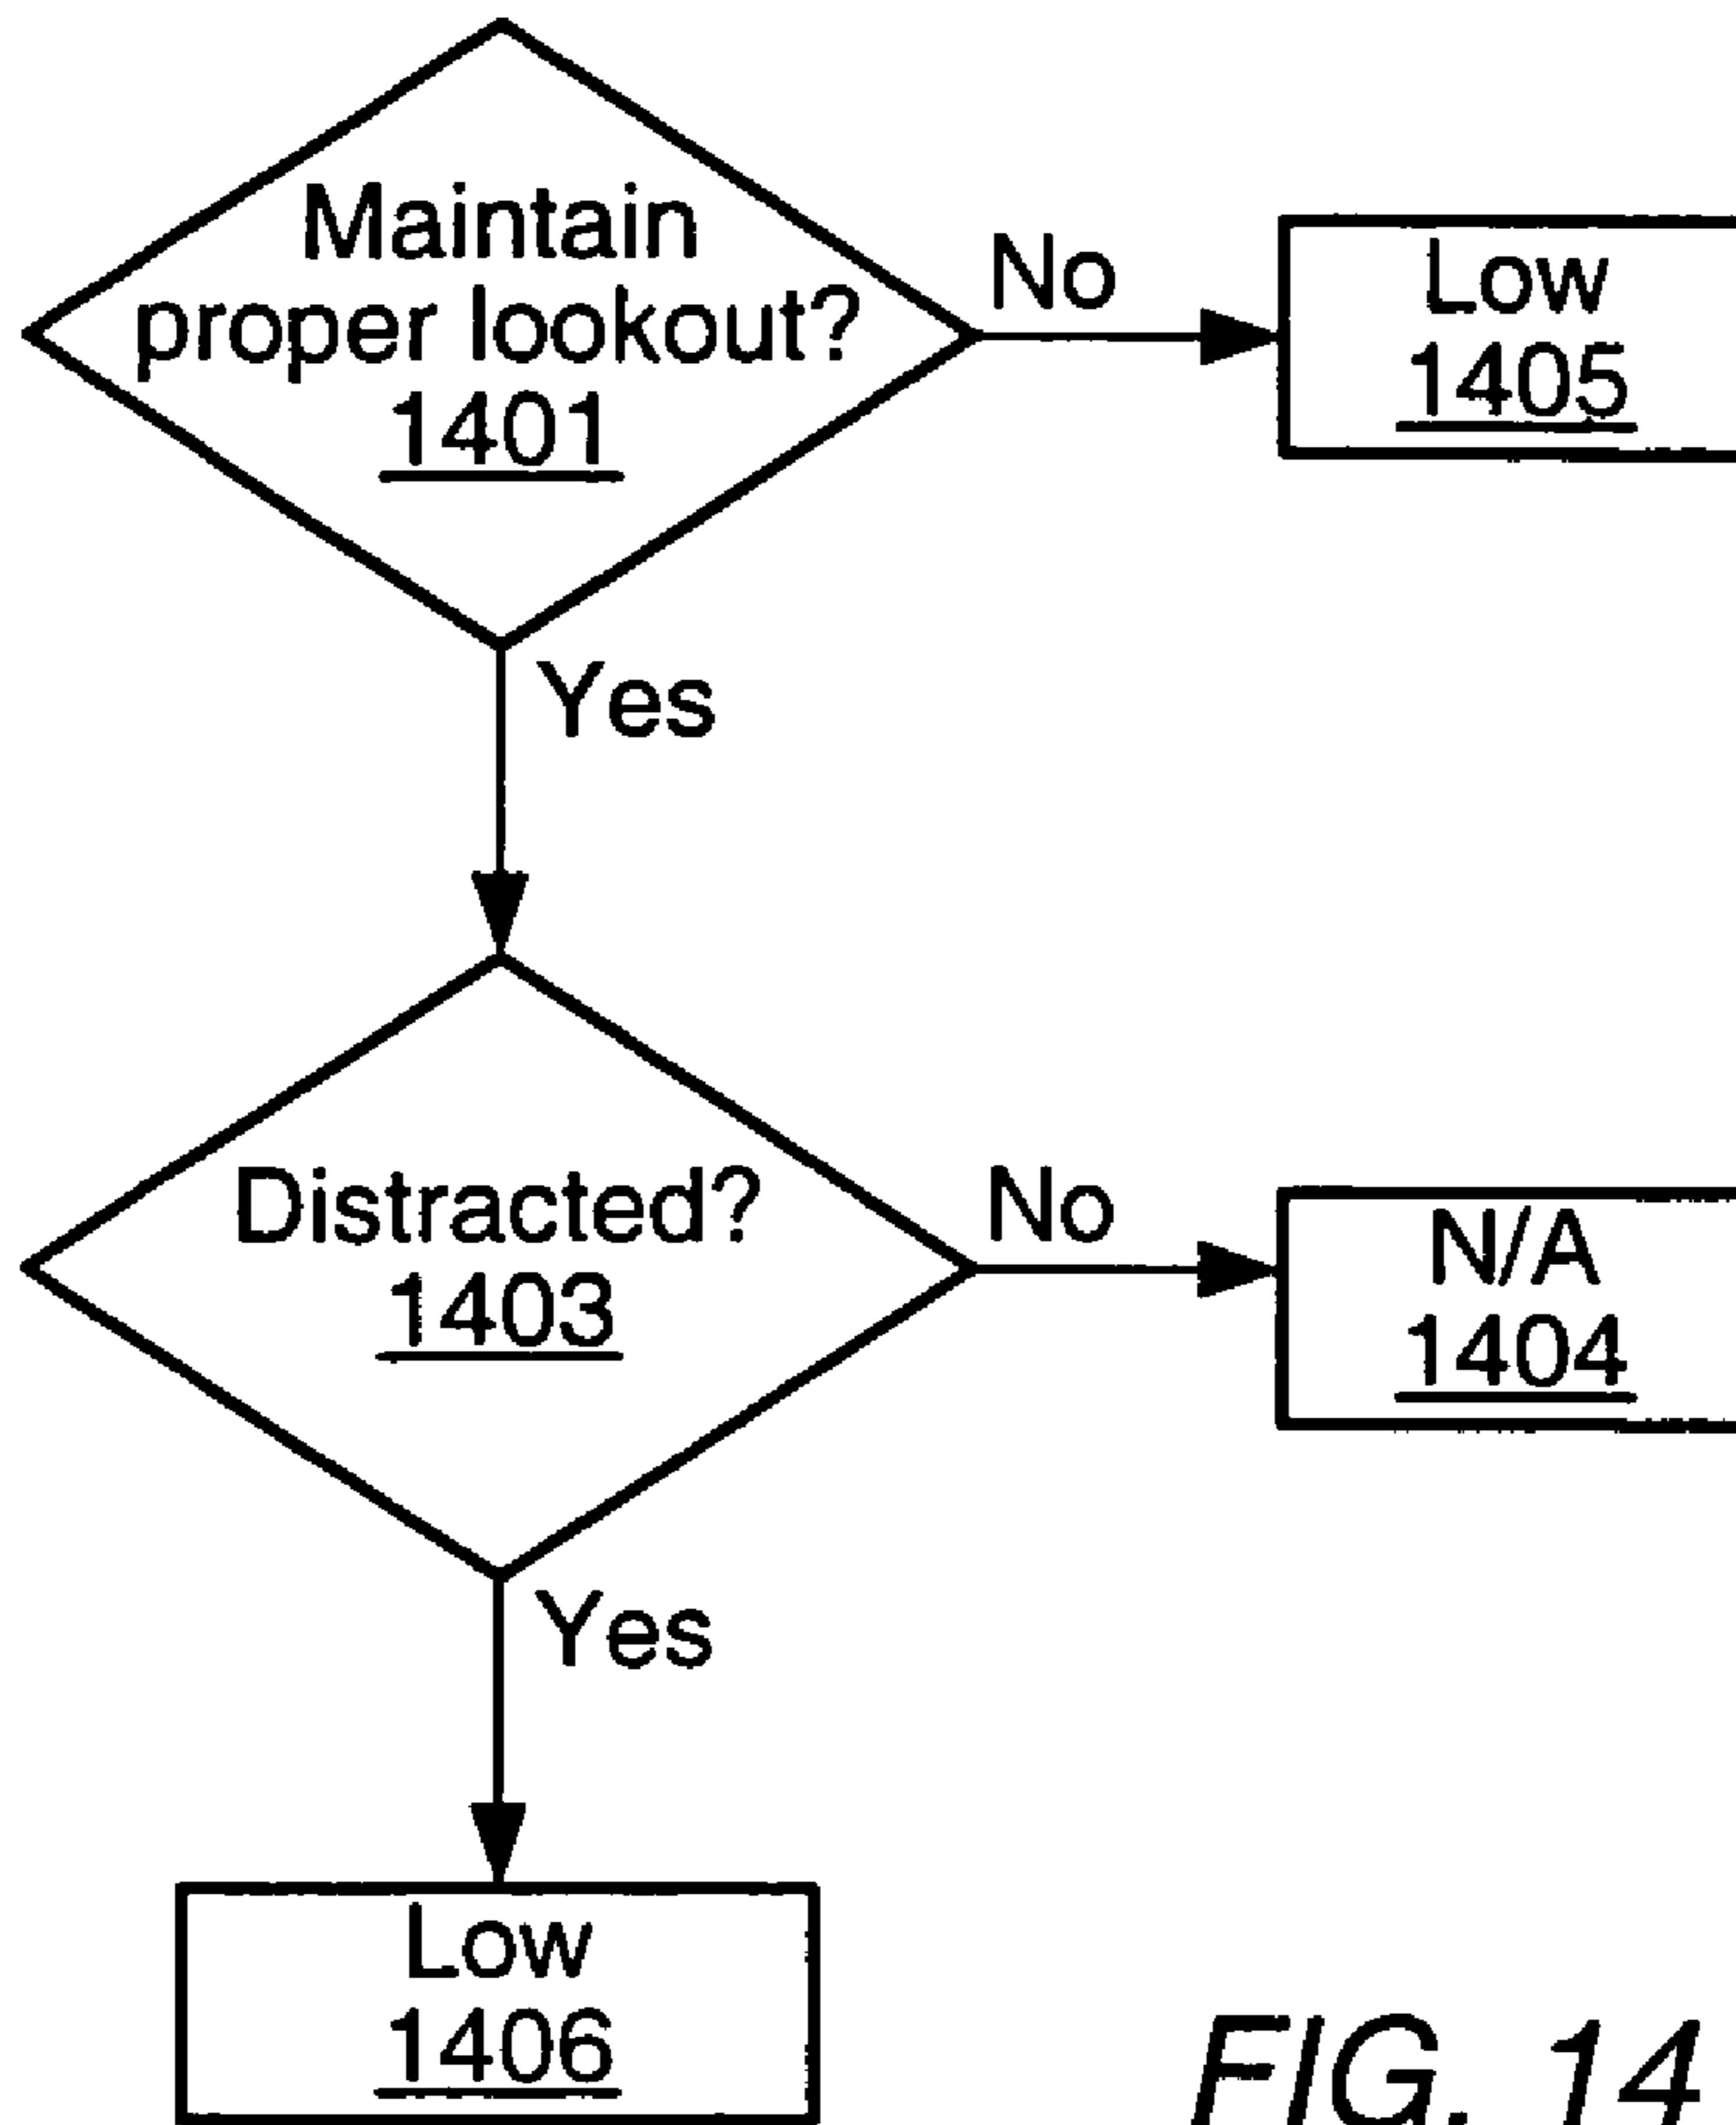 Maintain
proper lookout?
1401
No
Low
1405
Yes
Distracted?
1403
No
N/A
1404
Yes
Low
1406
FIG. 14